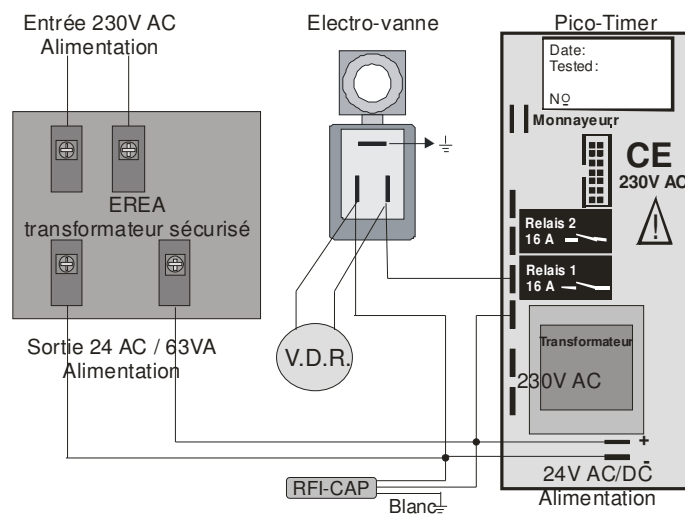 Entrée 230V AC
Alimentation
Electro-vanne
Pico-Timer
Date:
Tested:
Nº
Monnayeur,r
CE
230V AC
Relais 2
16 A
Relais 1
16 A
EREA
transformateur sécurisé
Sortie 24 AC / 63VA
Alimentation
V.D.R.
Transformateur
230V AC
+
-
24V AC/DC
Alimentation
RFI-CAP
Blanc